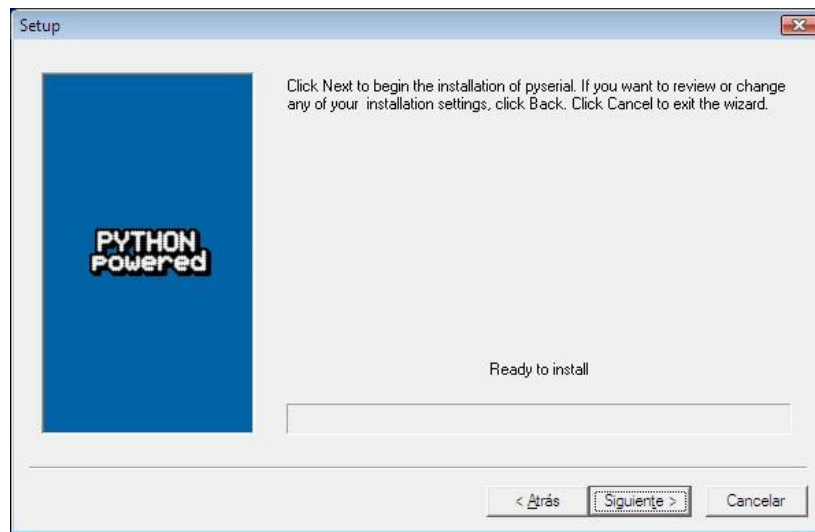 Setup
Click Next to begin the installation of pyserial. If you want to review or change
any of your installation settings, click Back. Click Cancel to exit the wizard.
PYTHON
powered
Ready to install
< Atrás
Siguiente >
Cancelar